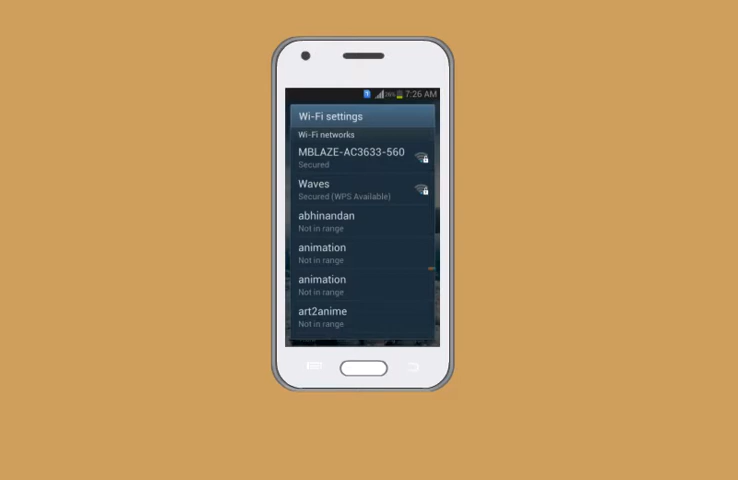 26% 7:26 AM
Wi-Fi settings
Wi-Fi networks
MBLAZE-AC3633-560
Secured
Waves
Secured (WPS Available)
abhinandan
Not in range
animation
Not in range
animation
Not in range
art2anime
Not in range